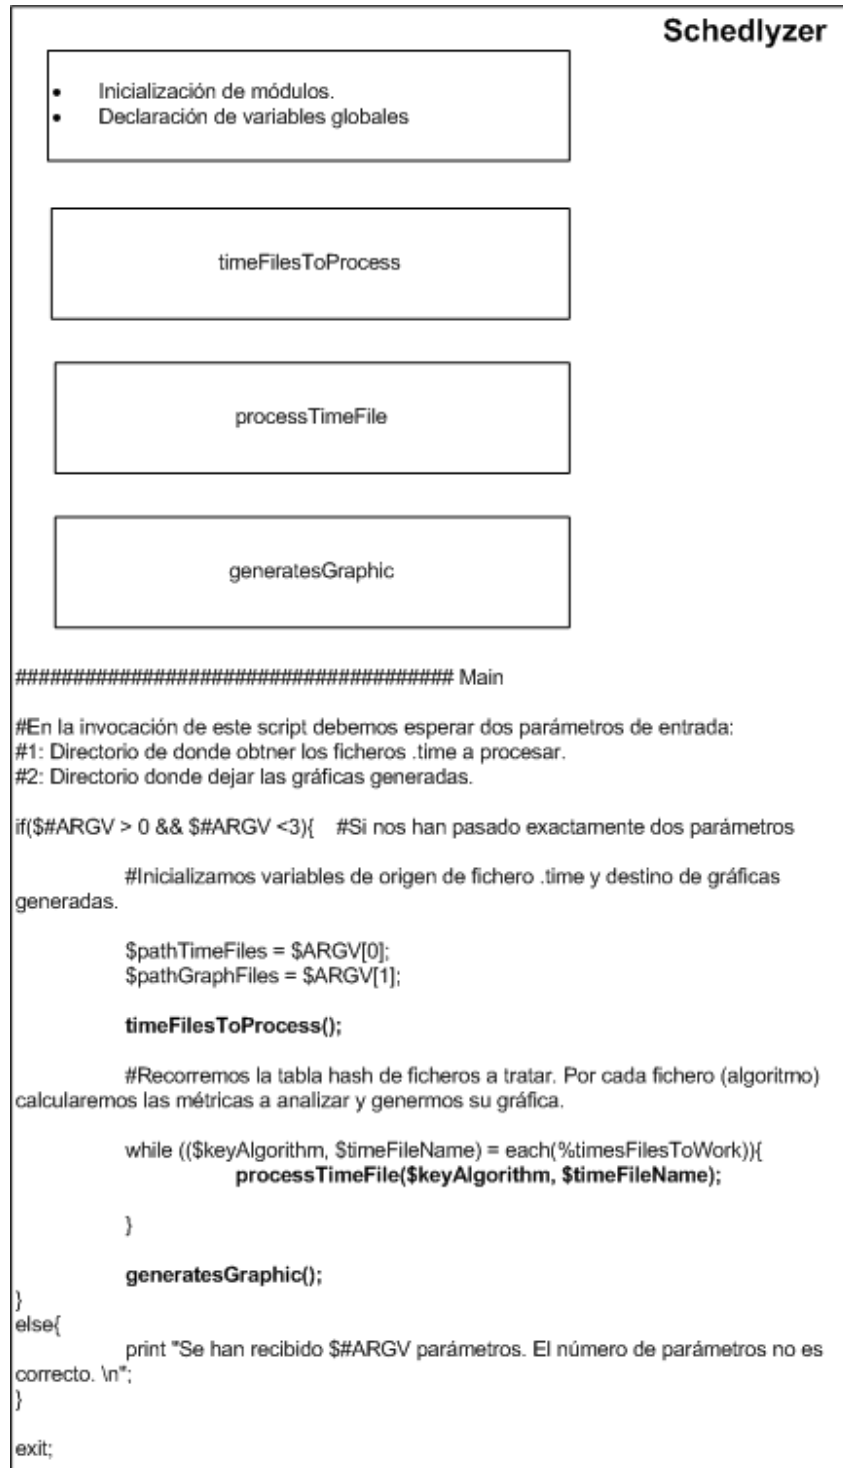 Schedlyzer
• Inicialización de módulos.
• Declaración de variables globales
timeFilesToProcess
processTimeFile
generatesGraphic
###################################### Main
#En la invocación de este script debemos esperar dos parámetros de entrada:
#1: Directorio de donde obtner los ficheros .time a procesar.
#2: Directorio donde dejar las gráficas generadas.
if($#ARGV > 0 && $#ARGV <3){ #Si nos han pasado exactamente dos parámetros
#Inicializamos variables de origen de fichero .time y destino de gráficas
generadas.
$pathTimeFiles = $ARGV[0];
$pathGraphFiles = $ARGV[1];
timeFilesToProcess();
#Recorremos la tabla hash de ficheros a tratar. Por cada fichero (algoritmo)
calcularemos las métricas a analizar y genermos su gráfica.
while (($keyAlgorithm, $timeFileName) = each(%timesFilesToWork)){
processTimeFile($keyAlgorithm, $timeFileName);
}
generatesGraphic();
}
else{
print "Se han recibido $#ARGV parámetros. El número de parámetros no es
correcto. \n";
}
exit;